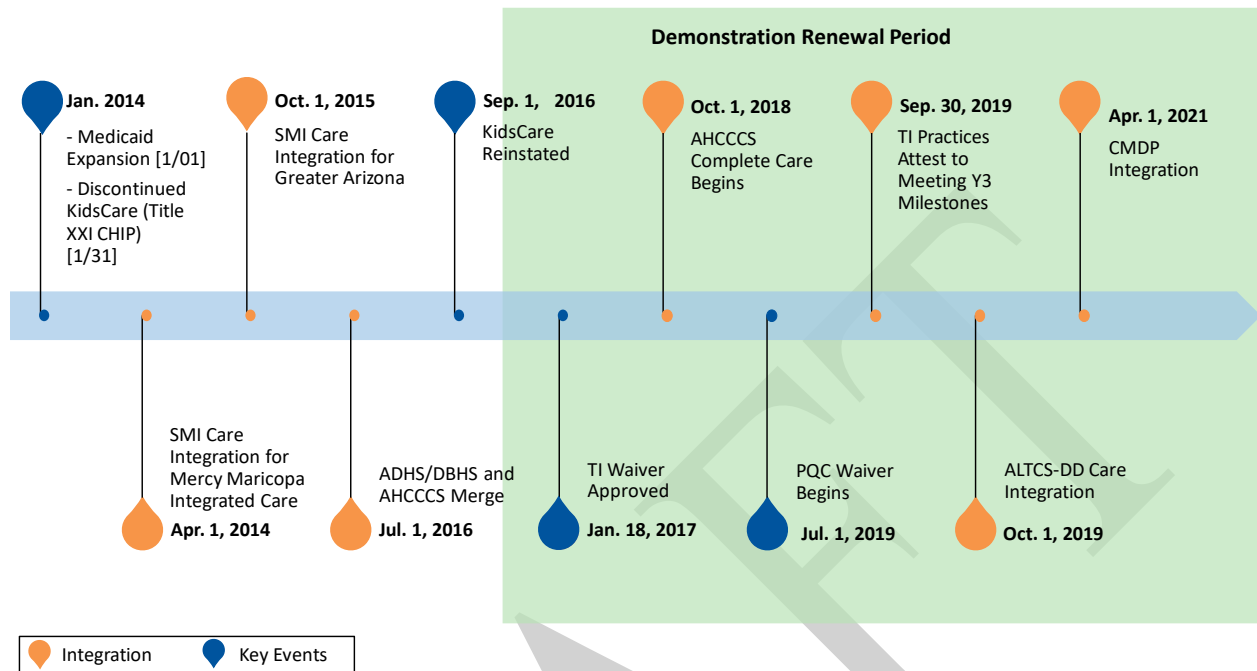 Demonstration Renewal Period
Jan. 2014
- Medicaid
Expansion [1/01]
- Discontinued
KidsCare (Title
XXI CHIP)
[1/31]
Oct. 1, 2015
SMI Care
Integration for
Greater Arizona
Sep. 1, 2016
KidsCare
Reinstated
Oct. 1, 2018
AHCCCS
Complete Care
Begins
Sep. 30, 2019
TI Practices
Attest to
Meeting Y3
Milestones
Apr. 1, 2021
CMDP
Integration
SMI Care
Integration for
Mercy Maricopa
Integrated Care
Apr. 1, 2014
ADHS/DBHS and
AHCCCS Merge
Jul. 1, 2016
TI Waiver
Approved
Jan. 18, 2017
PQC Waiver
Begins
Jul. 1, 2019
ALTCS-DD Care
Integration
Oct. 1, 2019
Integration
Key Events